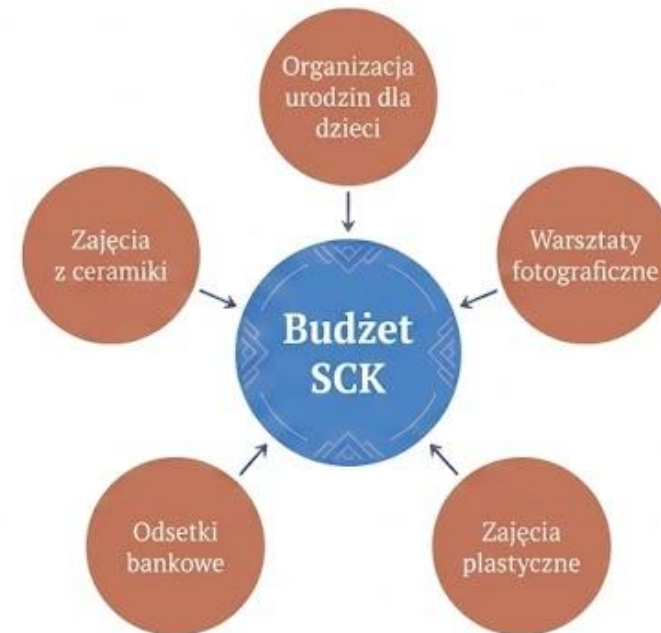 Organizacja
urodzin dla
dzieci
Zajęcia
z ceramiki
Warsztaty
fotograficzne
Budżet
SCK
Odsetki
bankowe
Zajęcia
plastyczne